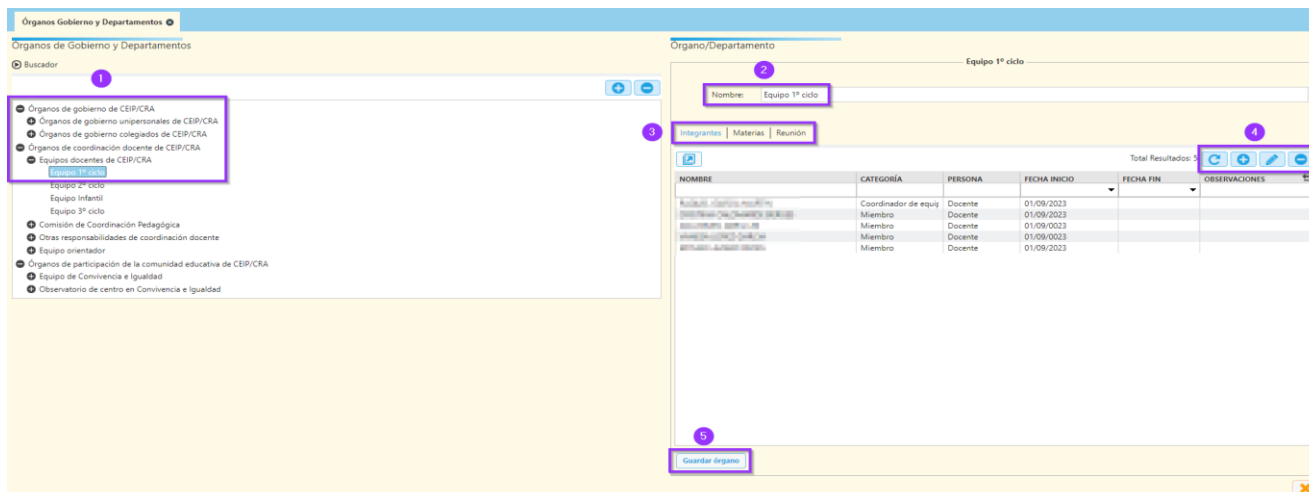 Órganos Gobierno y Departamentos
Órganos de Gobierno y Departamentos
Buscador
1
Órganos de gobierno de CEIP/CRA
Órganos de gobierno unipersonales de CEIP/CRA
Órganos de gobierno colegiados de CEIP/CRA
Órganos de coordinación docente de CEIP/CRA
Equipos docentes de CEIP/CRA
Equipo 1º ciclo
Equipo 2º ciclo
Equipo Infantil
Equipo 3º ciclo
Comisión de Coordinación Pedagógica
Otras responsabilidades de coordinación docente
Equipo orientador
Órganos de participación de la comunidad educativa de CEIP/CRA
Equipo de Convivencia e Igualdad
Observatorio de centro en Convivencia e Igualdad
Órgano/Departamento
Equipo 1º ciclo
2
Nombre: Equipo 1º ciclo
3 Integrantes | Materias | Reunión
4
Total Resultados: 5
NOMBRE CATEGORÍA PERSONA FECHA INICIO FECHA FIN OBSERVACIONES
Coordinador de equip Docente 01/09/2023
Miembro Docente 01/09/2023
Miembro Docente 01/09/0023
Miembro Docente 01/09/2023
Miembro Docente 01/09/2023
5
Guardar órgano